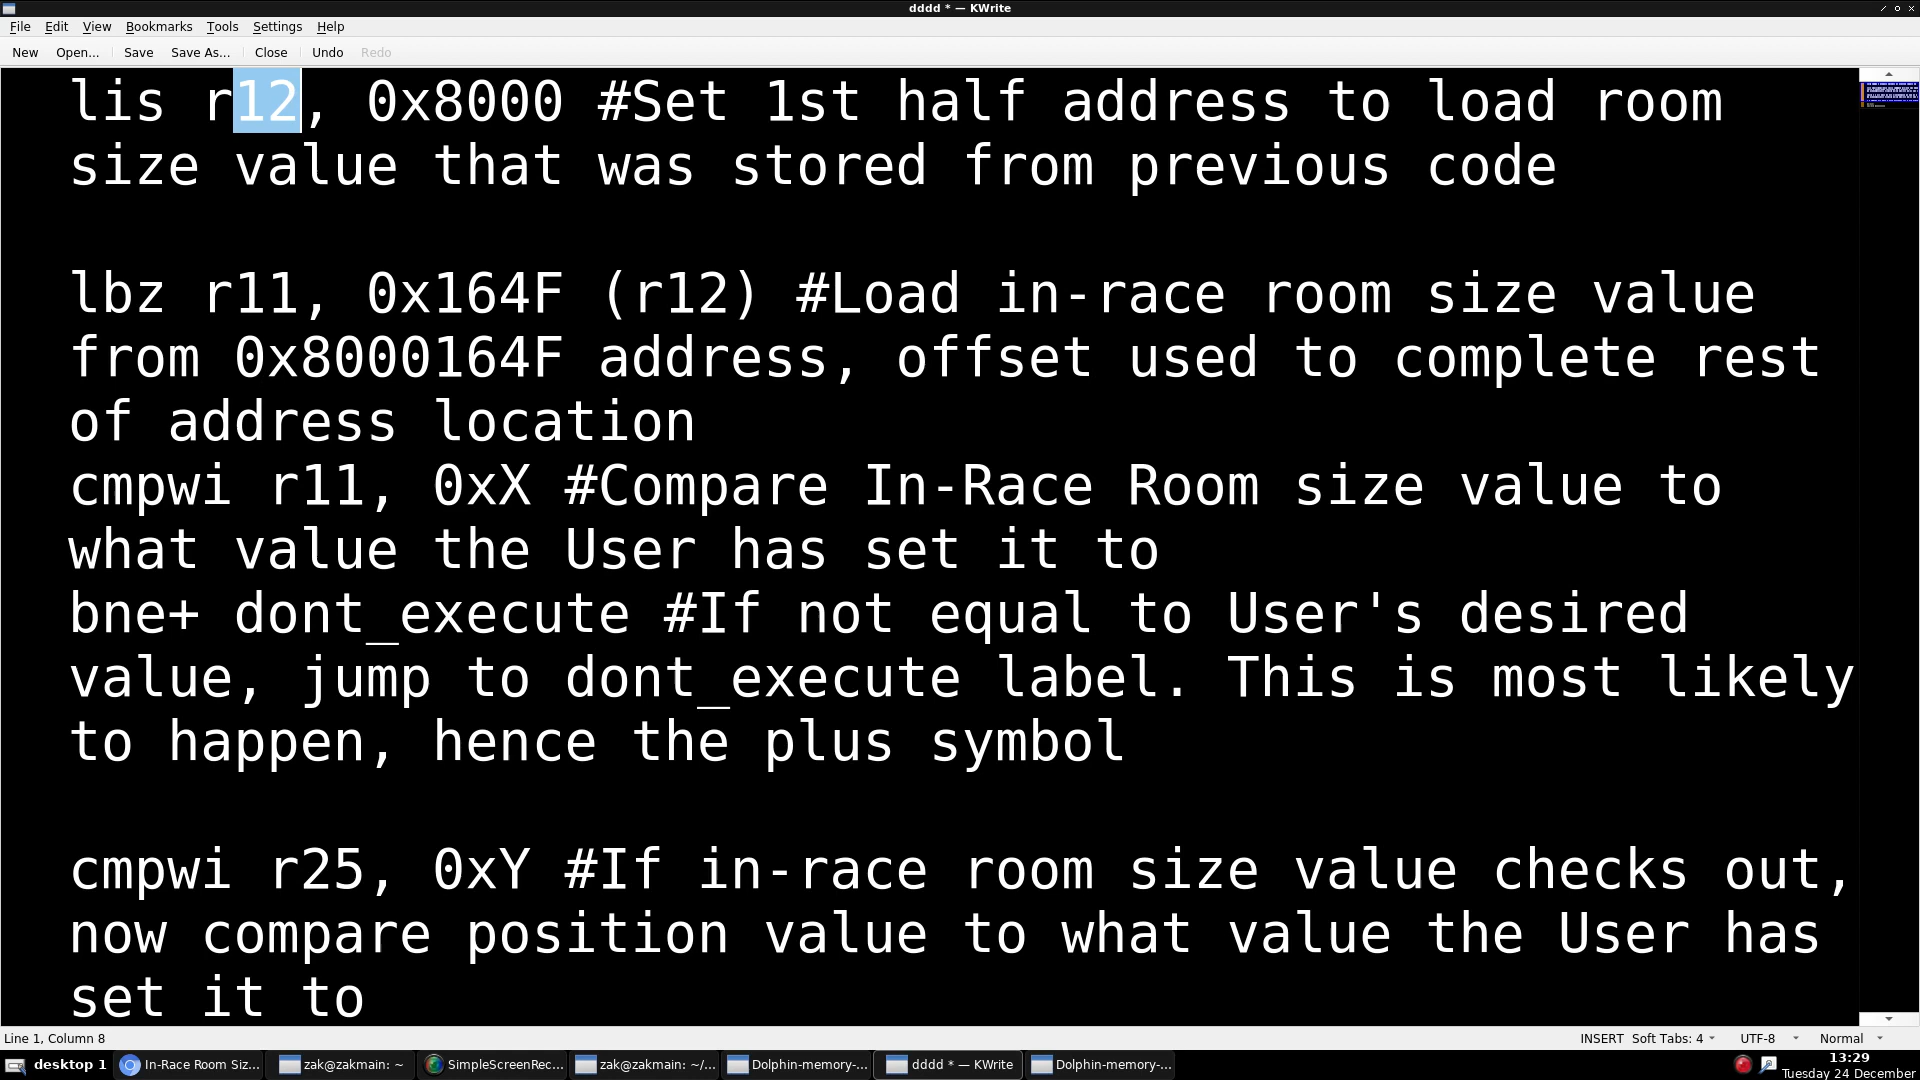 dddd * — KWrite
File Edit View Bookmarks Tools Settings Help
New Open... Save Save As... Close Undo Redo
lis r12, 0x8000 #Set 1st half address to load room
size value that was stored from previous code
lbz r11, 0x164F (r12) #Load in-race room size value
from 0x8000164F address, offset used to complete rest
of address location
cmpwi r11, 0xX #Compare In-Race Room size value to
what value the User has set it to
bne+ dont_execute #If not equal to User's desired
value, jump to dont_execute label. This is most likely
to happen, hence the plus symbol
cmpwi r25, 0xY #If in-race room size value checks out,
now compare position value to what value the User has
set it to
Line 1, Column 8 INSERT Soft Tabs: 4 UTF-8 Normal
desktop 1 In-Race Room Siz... zak@zakmain: ~ SimpleScreenRec... zak@zakmain: ~/... Dolphin-memory-... dddd * — KWrite Dolphin-memory-... 13:29
Tuesday 24 December